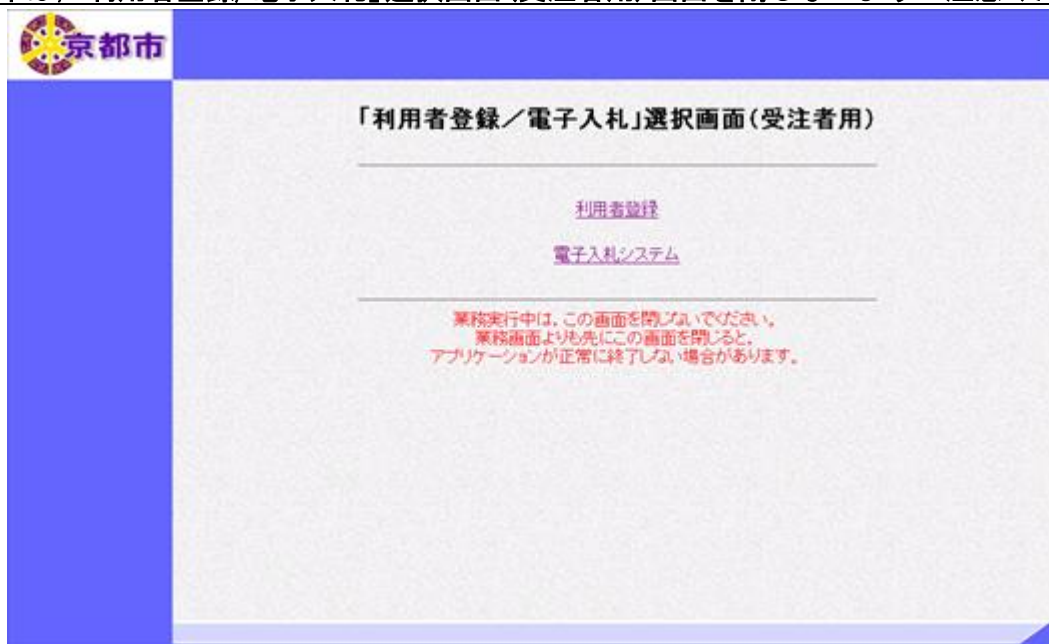 京都市
「利用者登録／電子入札」選択画面(受注者用)
利用者登録
電子入札システム
業務実行中は、この画面を閉じないでください。
業務画面よりも先にこの画面を閉じると、
アプリケーションが正常に終了しない場合があります。